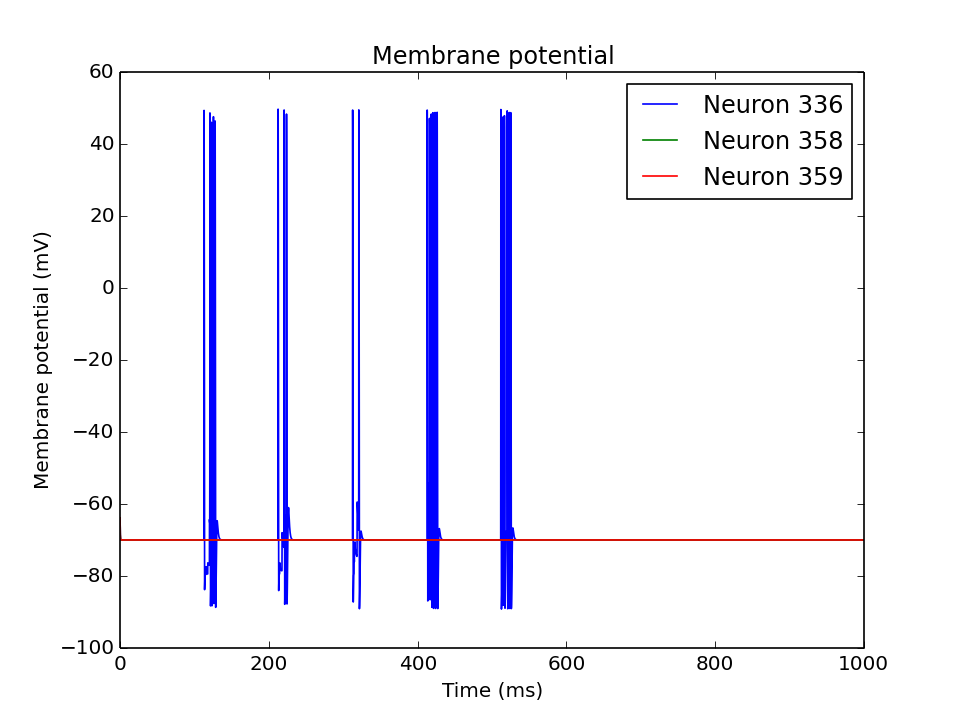 Membrane potential
60
40
20
0
−20
−40
−60
−80
−100
Membrane potential (mV)
Neuron 336
Neuron 358
Neuron 359
0 200 400 600 800 1000
Time (ms)